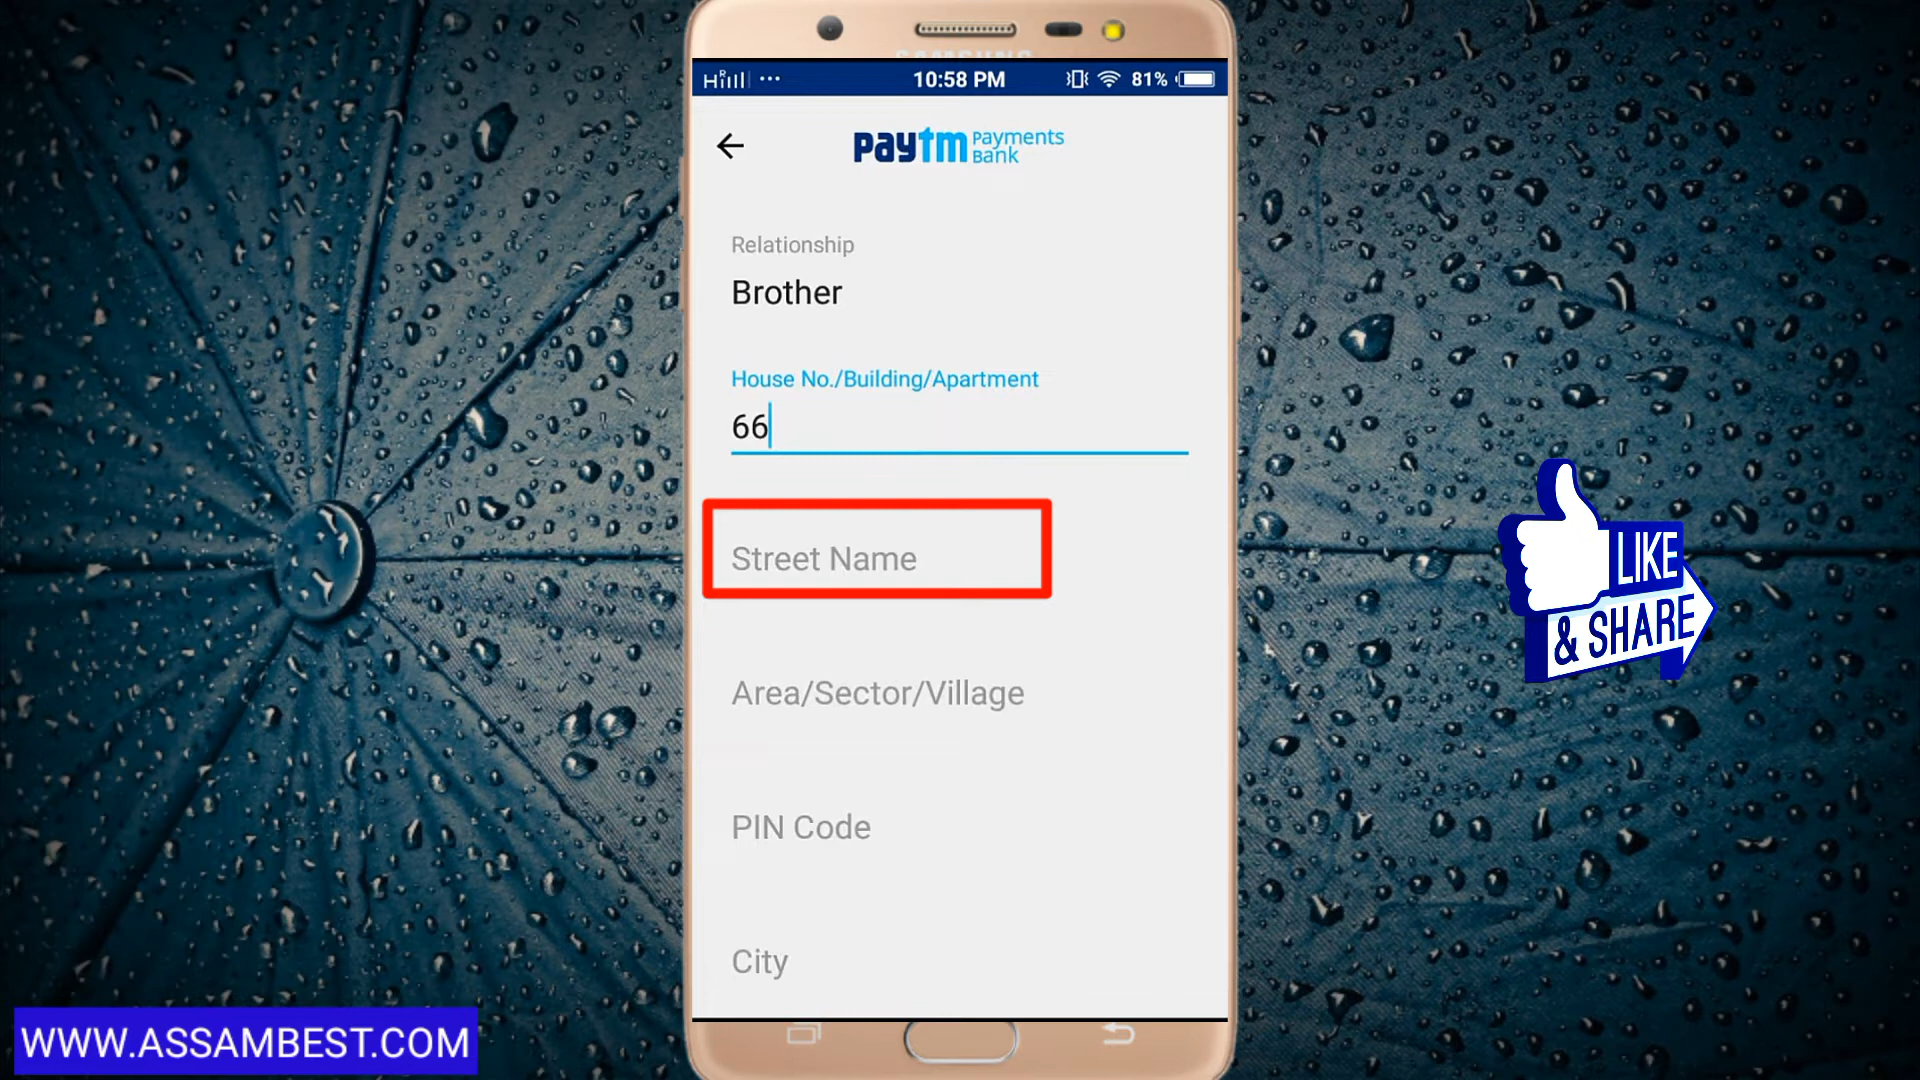 SAMSUNG
10:58 PM
81%
paytm Payments Bank
Relationship
Brother
House No./Building/Apartment
66
Street Name
Area/Sector/Village
PIN Code
City
LIKE
& SHARE
WWW.ASSAMBEST.COM